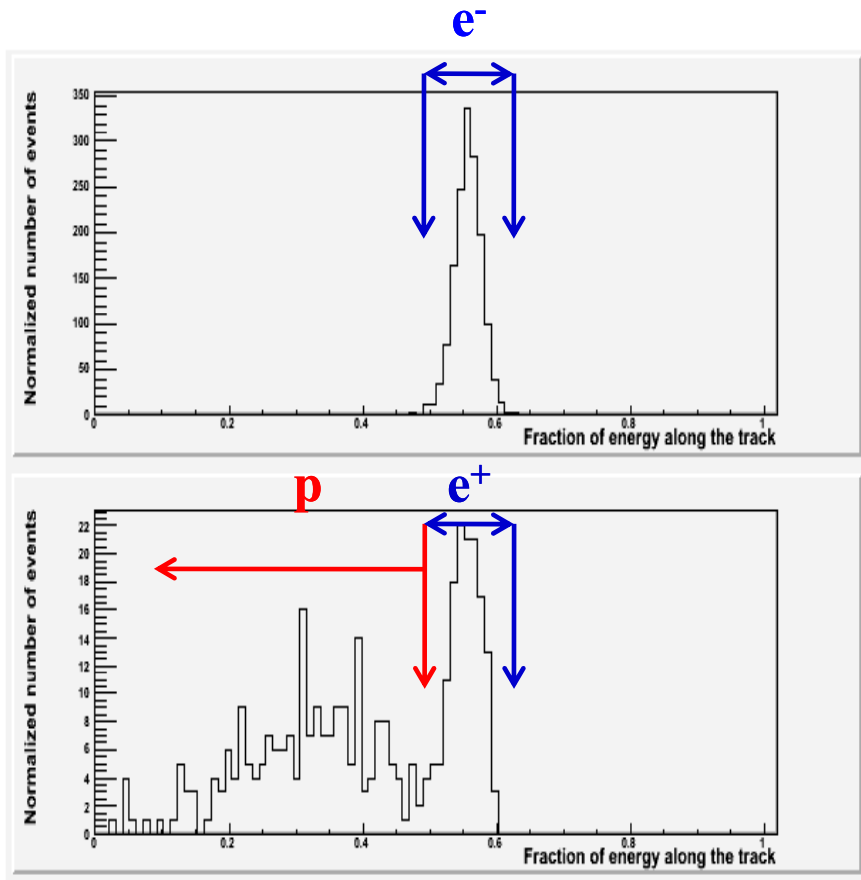 e-
Normalized number of events
350
300
250
200
150
100
50
0
0 0.2 0.4 0.6 0.8 1
Fraction of energy along the track
p e+
Normalized number of events
22
20
18
16
14
12
10
8
6
4
2
0
0 0.2 0.4 0.6 0.8 1
Fraction of energy along the track